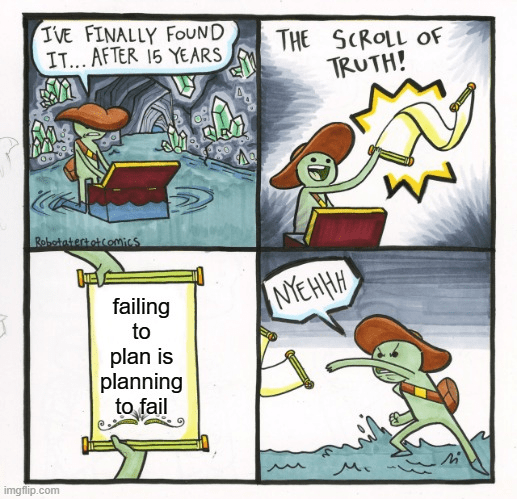 I'VE FINALLY FOUND
IT... AFTER 15 YEARS
THE SCROLL OF
TRUTH!
Robotatertotcomics
failing
to
plan is
planning
to fail
NYEHHH
imgflip.com